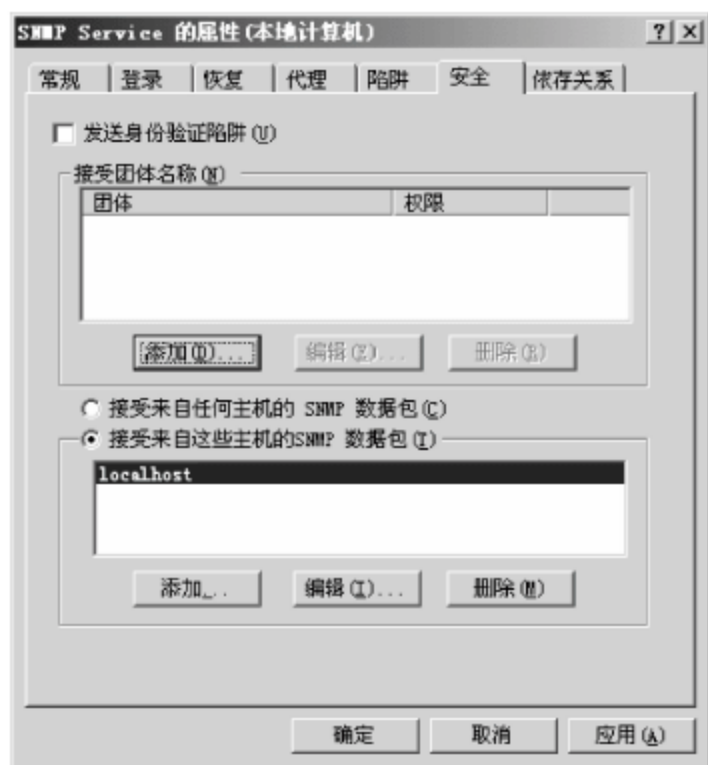 SNMP Service 的属性(本地计算机)
常规 登录 恢复 代理 陷阱 安全 依存关系
发送身份验证陷阱(U)
接受团体名称(N)
团体 权限
添加(D)... 编辑(E)... 删除(R)
接受来自任何主机的 SNMP 数据包(C)
接受来自这些主机的SNMP 数据包(T)
localhost
添加... 编辑(I)... 删除(M)
确定 取消 应用(A)